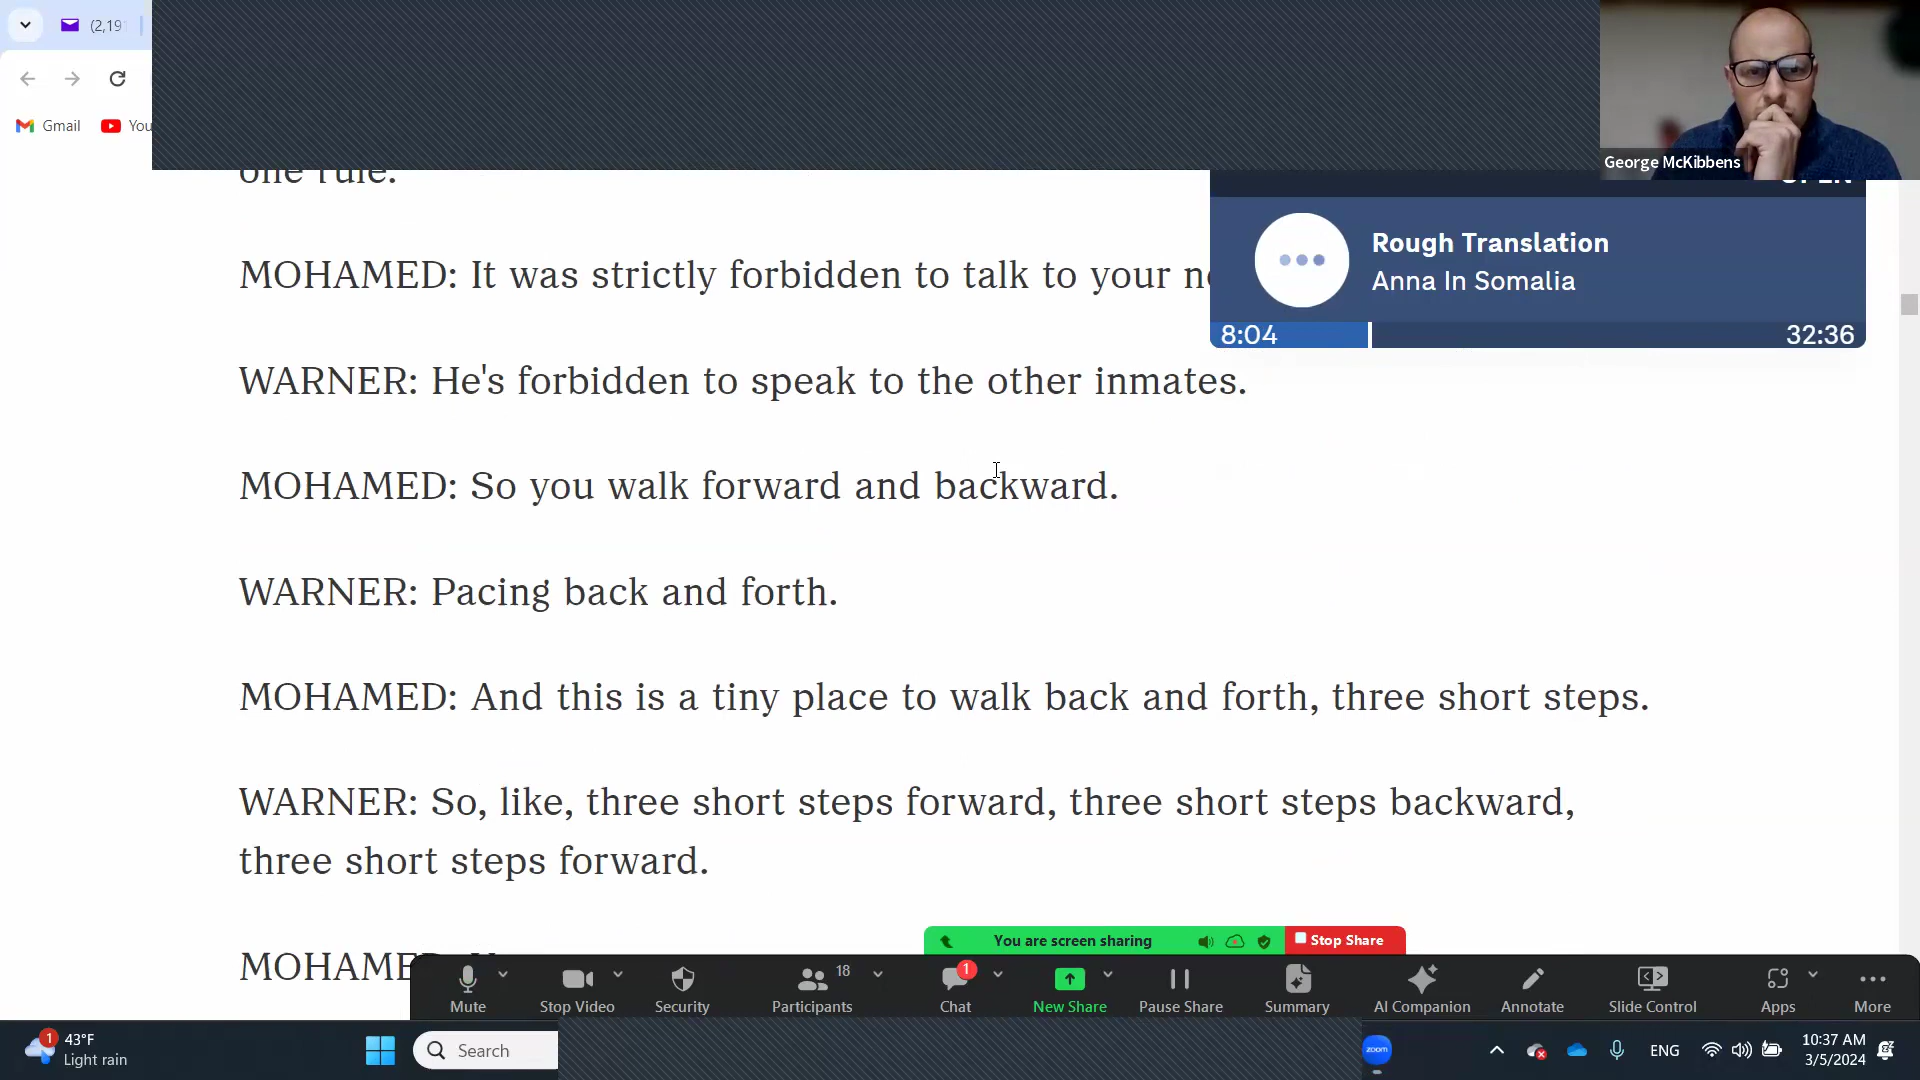 (2,19
Gmail
You
George McKibbens
one rule.
Rough Translation
Anna In Somalia
8:04
32:36
MOHAMED: It was strictly forbidden to talk to your
WARNER: He's forbidden to speak to the other inmates.
MOHAMED: So you walk forward and backward.
WARNER: Pacing back and forth.
MOHAMED: And this is a tiny place to walk back and forth, three short steps.
WARNER: So, like, three short steps forward, three short steps backward,
three short steps forward.
MOHAMED:
You are screen sharing
Stop Share
18
1
Mute
Stop Video
Security
Participants
Chat
New Share
Pause Share
Summary
AI Companion
Annotate
Slide Control
Apps
More
1
43°F
Light rain
Search
zoom
ENG
10:37 AM
3/5/2024